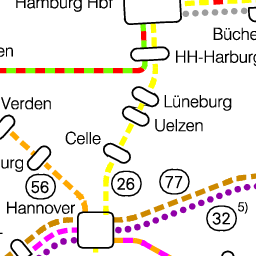 Hamburg Hbf
Büche
en
HH-Harburg
Verden
Lüneburg
Uelzen
Celle
urg
56
26
77
Hannover
32 5)